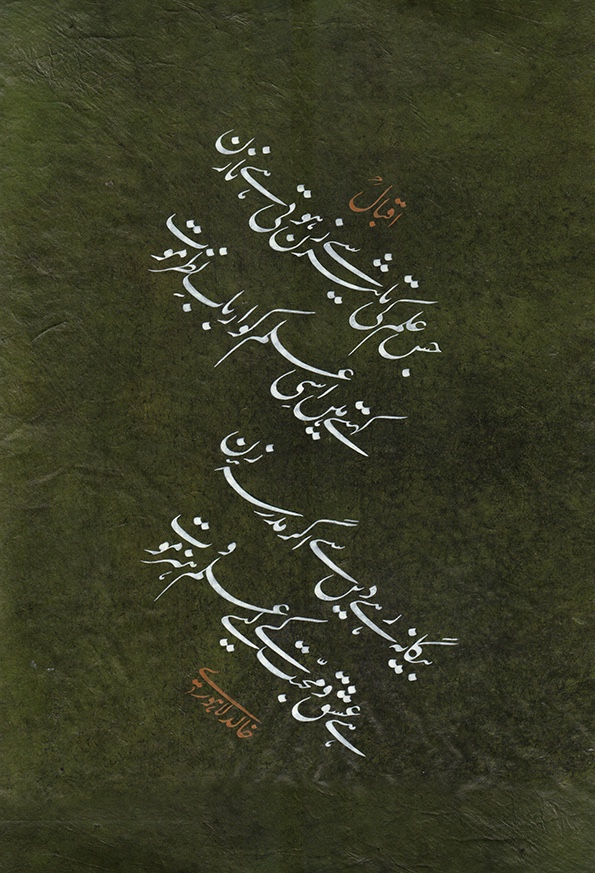 اقبالؒ
جس علم کی تاثیر سے زن ہوتی ہے نازن
کہتے ہیں اسی علم کو اربابِ نظر موت
بیگانہ رہے دیں سے اگر مدرسۂ زن
ہے عشق و محبت کے لیے علم و ہنر موت
خالد لاہوری